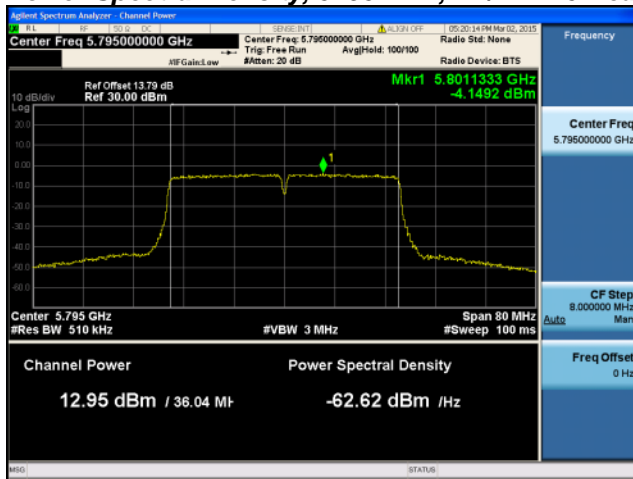 Agilent Spectrum Analyzer - Channel Power
RL RF 50 Ω DC SENSE:INT ALIGN OFF 05:20:14 PM Mar 02, 2015
Center Freq 5.795000000 GHz Center Freq: 5.795000000 GHz Radio Std: None
Trig: Free Run Avg|Hold: 100/100
#IFGain:Low #Atten: 20 dB Radio Device: BTS
Frequency
Mkr1 5.8011333 GHz
-4.1492 dBm
Ref Offset 13.79 dB
10 dB/div Ref 30.00 dBm
Log
20.0
10.0
0.00
-10.0
-20.0
-30.0
-40.0
-50.0
-60.0
1
Center Freq
5.795000000 GHz
Center 5.795 GHz Span 80 MHz
#Res BW 510 kHz #VBW 3 MHz #Sweep 100 ms
CF Step
8.000000 MHz
Auto Man
Channel Power Power Spectral Density
12.95 dBm / 36.04 MH -62.62 dBm /Hz
Freq Offset
0 Hz
MSG STATUS